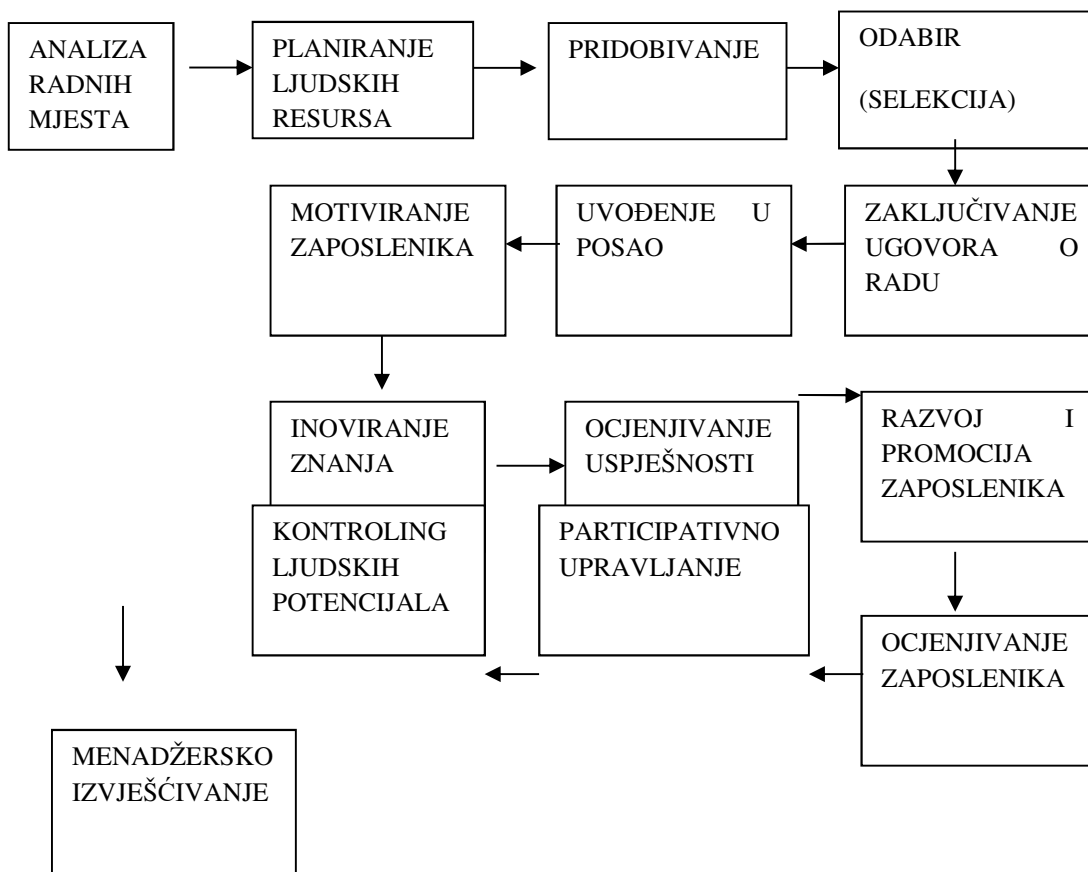 ANALIZA
RADNIH
MJESTA
PLANIRANJE
LJUDSKIH
RESURSA
PRIDOBIVANJE
ODABIR
(SELEKCIJA)
ZAKLJUČIVANJE
UGOVORA O
RADU
UVOĐENJE U
POSAO
MOTIVIRANJE
ZAPOSLENIKA
INOVIRANJE
ZNANJA
OCJENJIVANJE
USPJEŠNOSTI
RAZVOJ I
PROMOCIJA
ZAPOSLENIKA
OCJENJIVANJE
ZAPOSLENIKA
PARTICIPATIVNO
UPRAVLJANJE
KONTROLING
LJUDSKIH
POTENCIJALA
MENADŽERSKO
IZVJEŠĆIVANJE